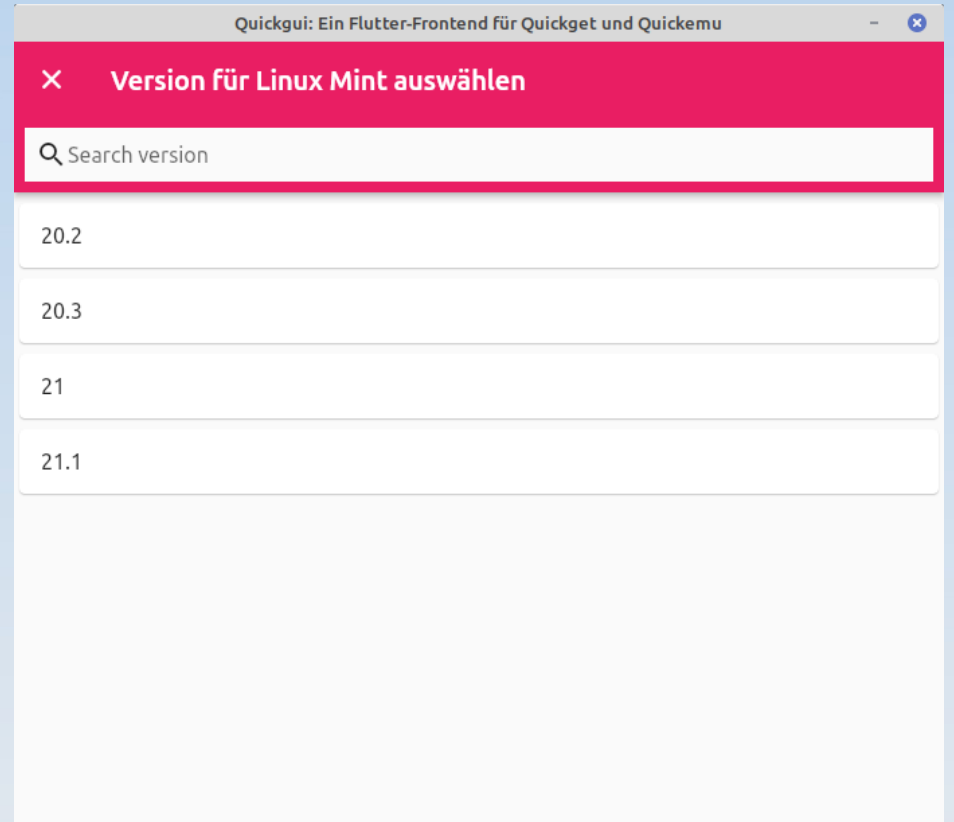 Quickgui: Ein Flutter-Frontend für Quickget und Quickemu
Version für Linux Mint auswählen
Search version
20.2
20.3
21
21.1